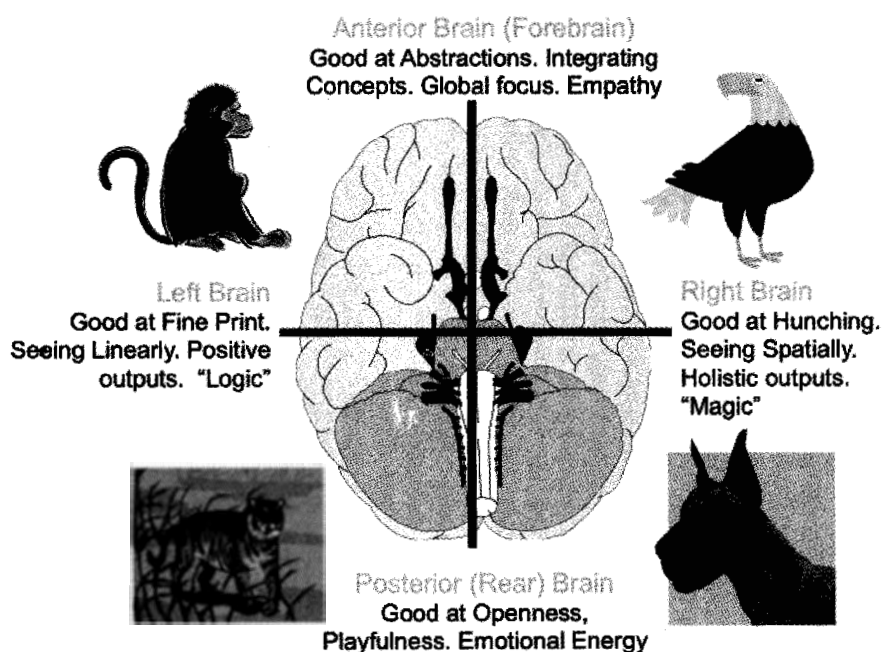 Anterior Brain (Forebrain)
Good at Abstractions. Integrating
Concepts. Global focus. Empathy
Left Brain
Good at Fine Print.
Seeing Linearly. Positive
outputs. “Logic”
Right Brain
Good at Hunching.
Seeing Spatially.
Holistic outputs.
“Magic”
Posterior (Rear) Brain
Good at Openness,
Playfulness. Emotional Energy